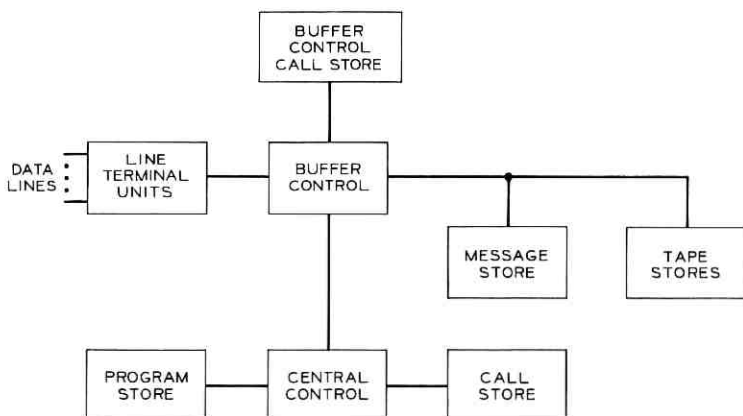 BUFFER
CONTROL
CALL STORE
DATA
LINES
LINE
TERMINAL
UNITS
BUFFER
CONTROL
MESSAGE
STORE
TAPE
STORES
PROGRAM
STORE
CENTRAL
CONTROL
CALL
STORE